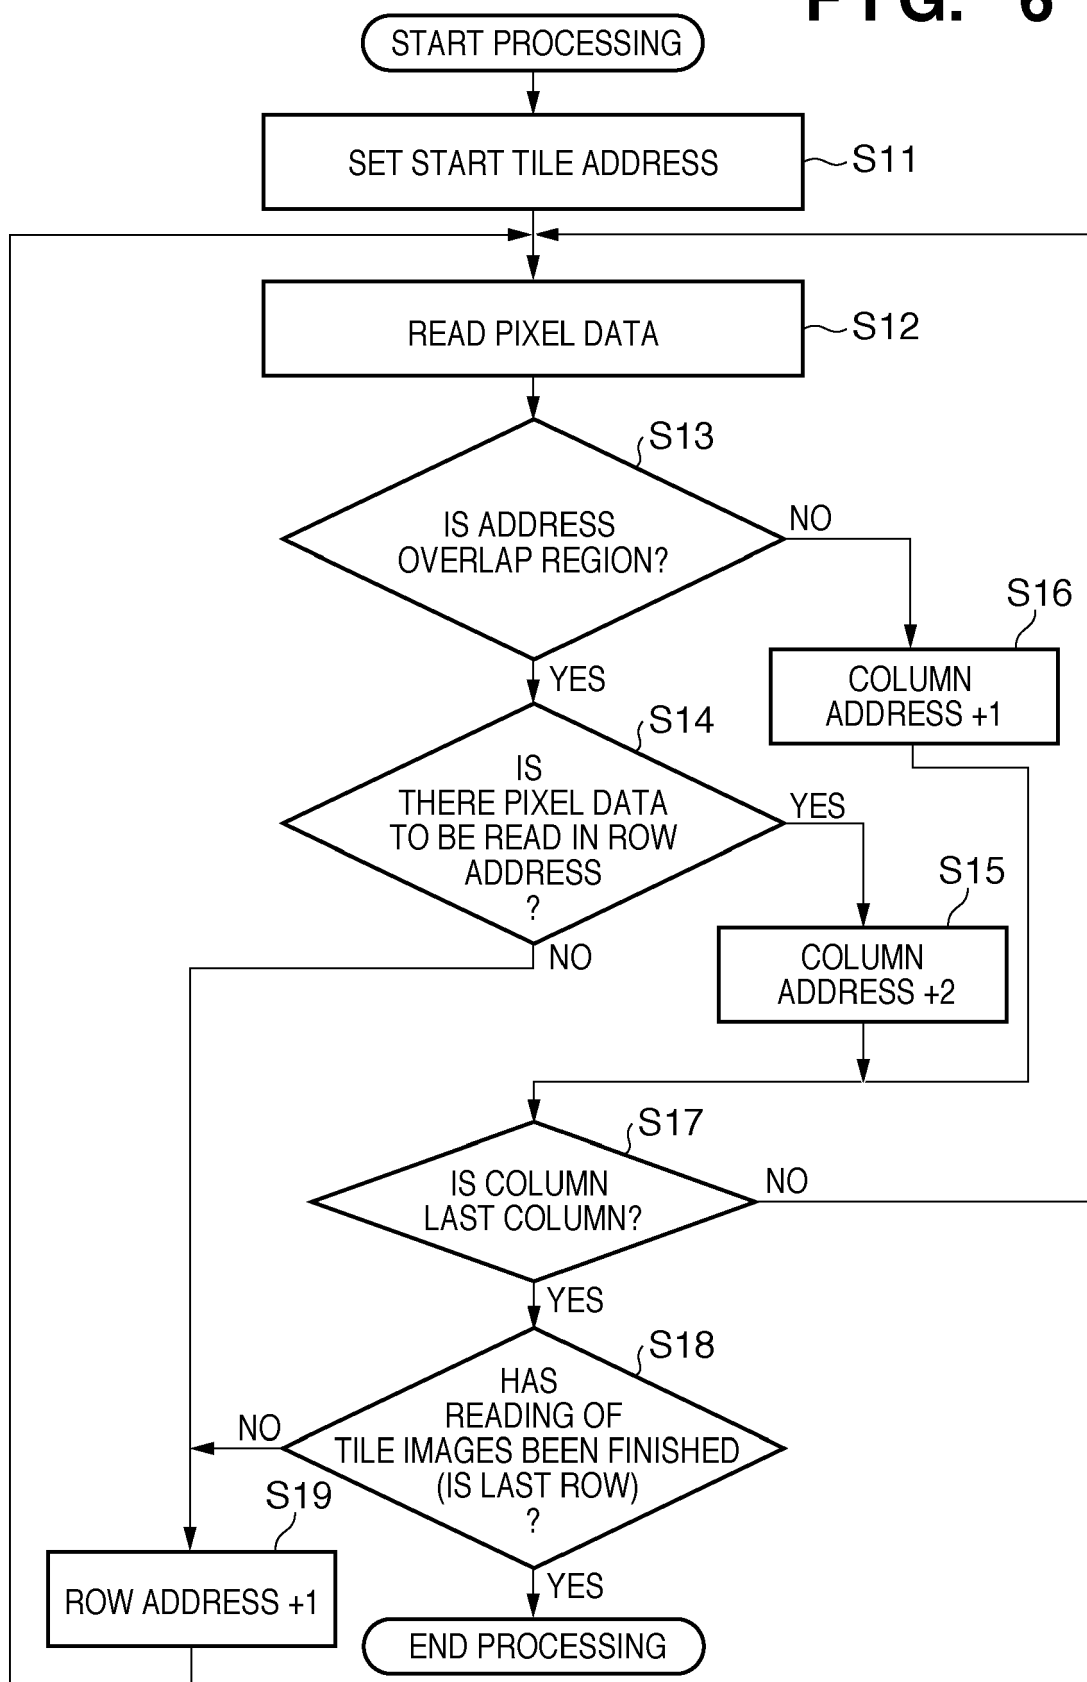 FIG. 6
START PROCESSING
SET START TILE ADDRESS
S11
READ PIXEL DATA
S12
S13
IS ADDRESS
OVERLAP REGION?
NO
YES
S16
COLUMN
ADDRESS +1
S14
IS
THERE PIXEL DATA
TO BE READ IN ROW
ADDRESS
?
YES
NO
S15
COLUMN
ADDRESS +2
S17
IS COLUMN
LAST COLUMN?
NO
YES
S18
HAS
READING OF
TILE IMAGES BEEN FINISHED
(IS LAST ROW)
?
NO
YES
S19
ROW ADDRESS +1
END PROCESSING